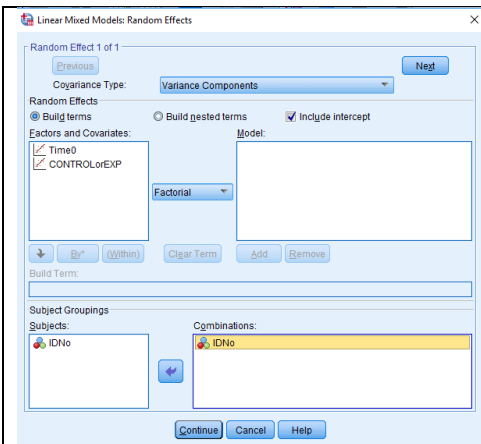 Linear Mixed Models: Random Effects
Random Effect 1 of 1
Previous Next
Covariance Type: Variance Components
Random Effects
Build terms Build nested terms Include intercept
Factors and Covariates: Model:
Time0
CONTROLorEXP
Factorial
By* (Within) Clear Term Add Remove
Build Term:
Subject Groupings
Subjects: Combinations:
IDNo IDNo
Continue Cancel Help